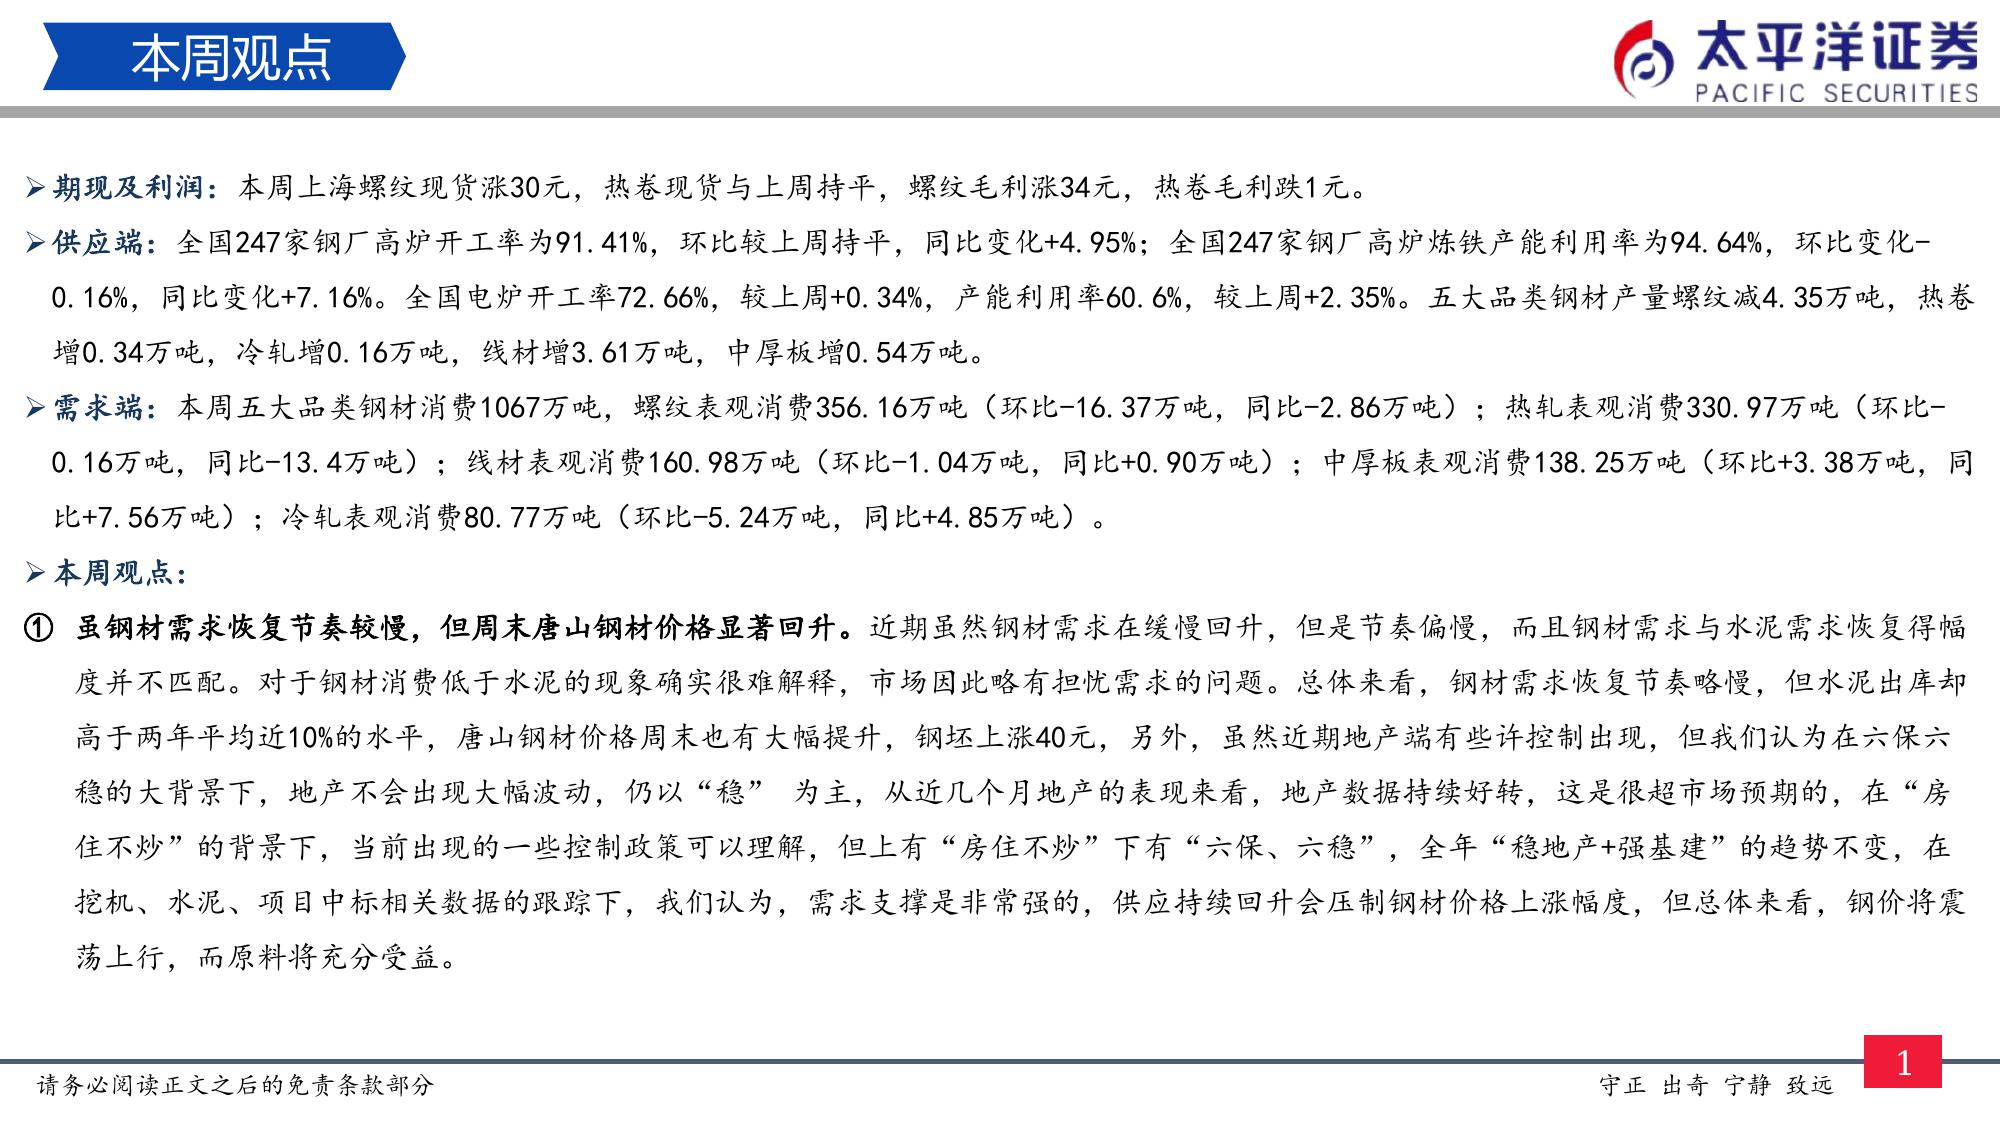 本周观点
太平洋证券
PACIFIC SECURITIES
➢期现及利润：本周上海螺纹现货涨30元，热卷现货与上周持平，螺纹毛利涨34元，热卷毛利跌1元。
➢供应端：全国247家钢厂高炉开工率为91.41%，环比较上周持平，同比变化+4.95%；全国247家钢厂高炉炼铁产能利用率为94.64%，环比变化-
0.16%，同比变化+7.16%。全国电炉开工率72.66%，较上周+0.34%，产能利用率60.6%，较上周+2.35%。五大品类钢材产量螺纹减4.35万吨，热卷
增0.34万吨，冷轧增0.16万吨，线材增3.61万吨，中厚板增0.54万吨。
➢需求端：本周五大品类钢材消费1067万吨，螺纹表观消费356.16万吨（环比-16.37万吨，同比-2.86万吨）；热轧表观消费330.97万吨（环比-
0.16万吨，同比-13.4万吨）；线材表观消费160.98万吨（环比-1.04万吨，同比+0.90万吨）；中厚板表观消费138.25万吨（环比+3.38万吨，同
比+7.56万吨）；冷轧表观消费80.77万吨（环比-5.24万吨，同比+4.85万吨）。
➢本周观点：
① 虽钢材需求恢复节奏较慢，但周末唐山钢材价格显著回升。近期虽然钢材需求在缓慢回升，但是节奏偏慢，而且钢材需求与水泥需求恢复得幅
度并不匹配。对于钢材消费低于水泥的现象确实很难解释，市场因此略有担忧需求的问题。总体来看，钢材需求恢复节奏略慢，但水泥出库却
高于两年平均近10%的水平，唐山钢材价格周末也有大幅提升，钢坯上涨40元，另外，虽然近期地产端有些许控制出现，但我们认为在六保六
稳的大背景下，地产不会出现大幅波动，仍以“稳” 为主，从近几个月地产的表现来看，地产数据持续好转，这是很超市场预期的，在“房
住不炒”的背景下，当前出现的一些控制政策可以理解，但上有“房住不炒”下有“六保、六稳”，全年“稳地产+强基建”的趋势不变，在
挖机、水泥、项目中标相关数据的跟踪下，我们认为，需求支撑是非常强的，供应持续回升会压制钢材价格上涨幅度，但总体来看，钢价将震
荡上行，而原料将充分受益。
请务必阅读正文之后的免责条款部分
守正 出奇 宁静 致远
1